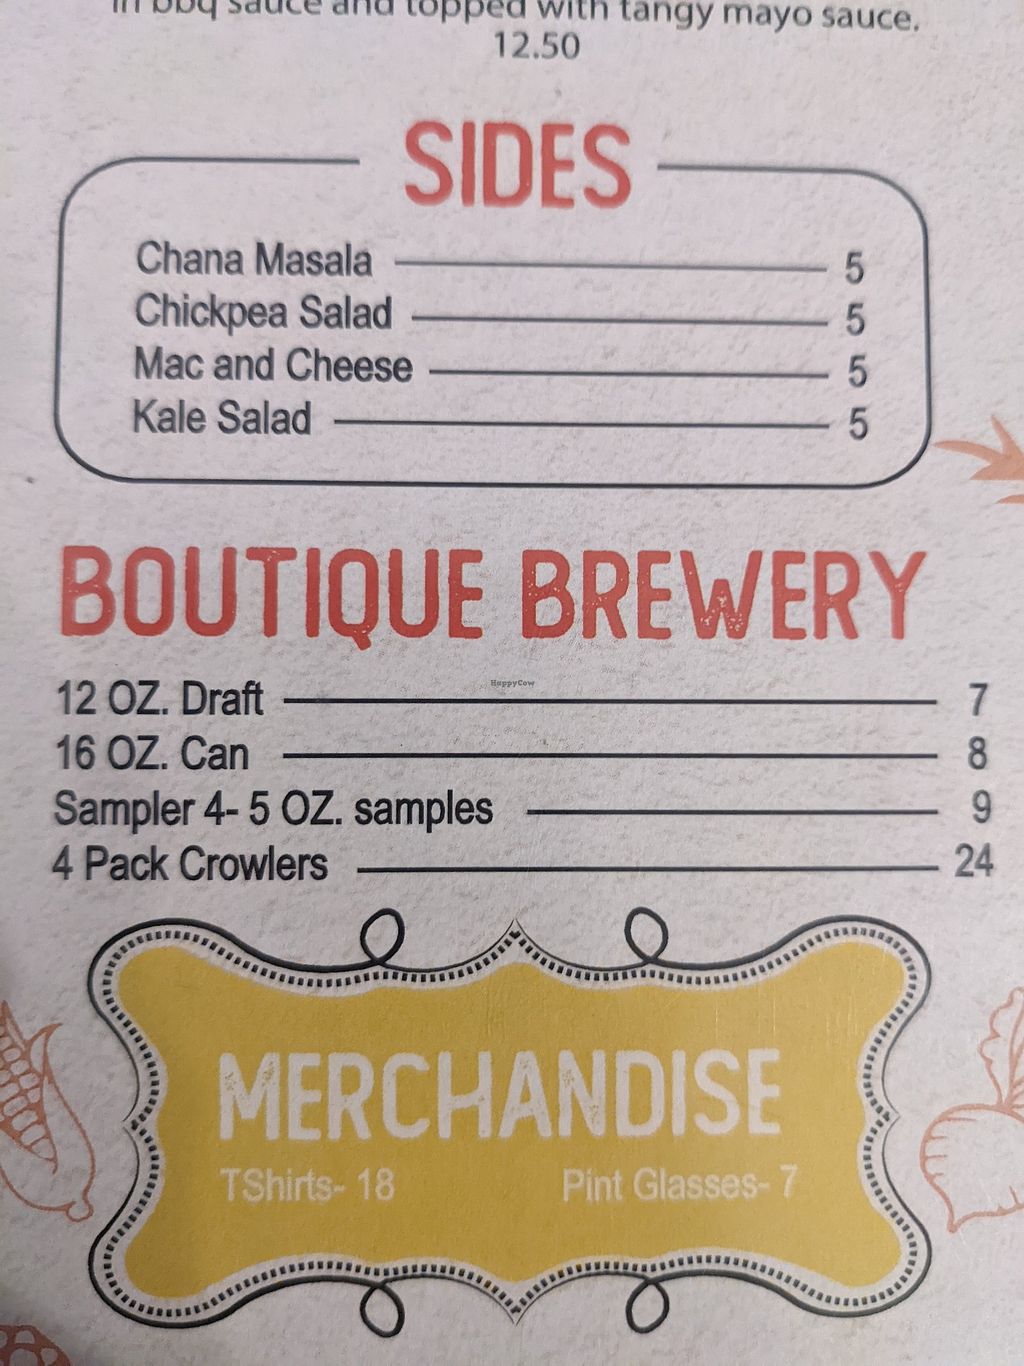 in bbq sauce and topped with tangy mayo sauce.
12.50
SIDES
Chana Masala 5
Chickpea Salad 5
Mac and Cheese 5
Kale Salad 5
BOUTIQUE BREWERY
12 OZ. Draft 7
HappyCow
16 OZ. Can 8
Sampler 4- 5 OZ. samples 9
4 Pack Crowlers 24
MERCHANDISE
TShirts- 18 Pint Glasses- 7